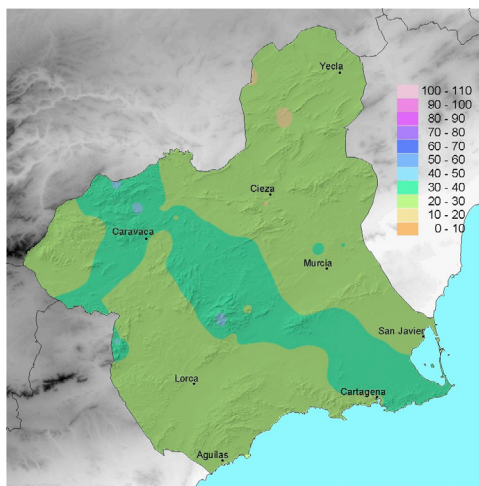 Yecla
100 - 110
90 - 100
80 - 90
70 - 80
60 - 70
50 - 60
40 - 50
30 - 40
20 - 30
10 - 20
0 - 10
Cieza
Caravaca
Murcia
San Javier
Lorca
Cartagena
Aguilas